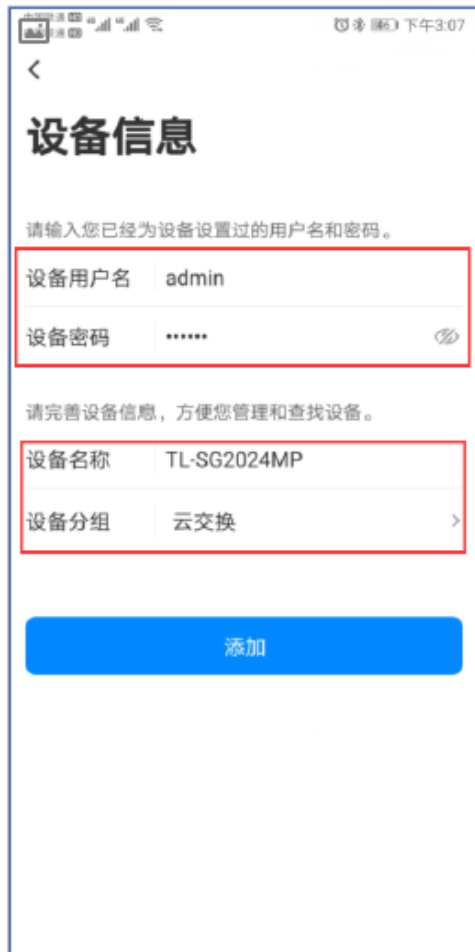 下午3:07
设备信息
请输入您已经为设备设置过的用户名和密码。
设备用户名 admin
设备密码 ••••••
请完善设备信息，方便您管理和查找设备。
设备名称 TL-SG2024MP
设备分组 云交换
添加